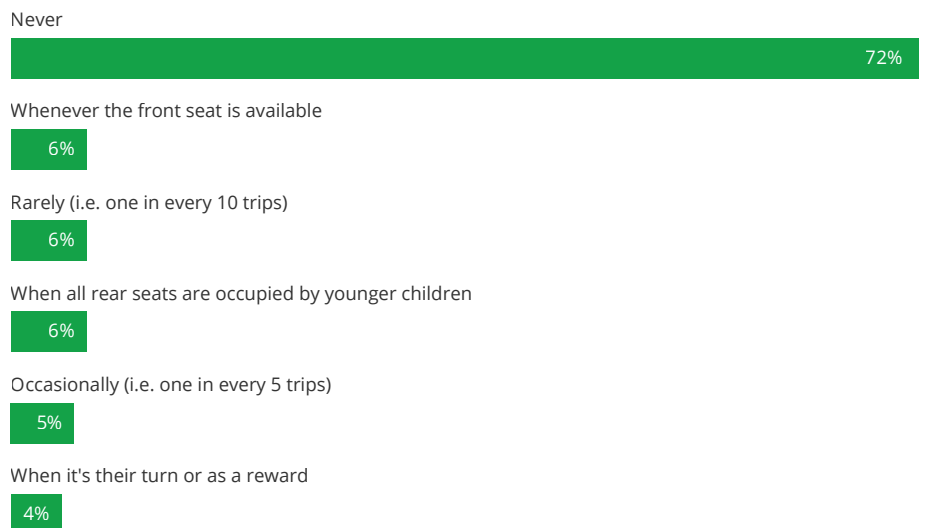 Never
72%
Whenever the front seat is available
6%
Rarely (i.e. one in every 10 trips)
6%
When all rear seats are occupied by younger children
6%
Occasionally (i.e. one in every 5 trips)
5%
When it's their turn or as a reward
4%